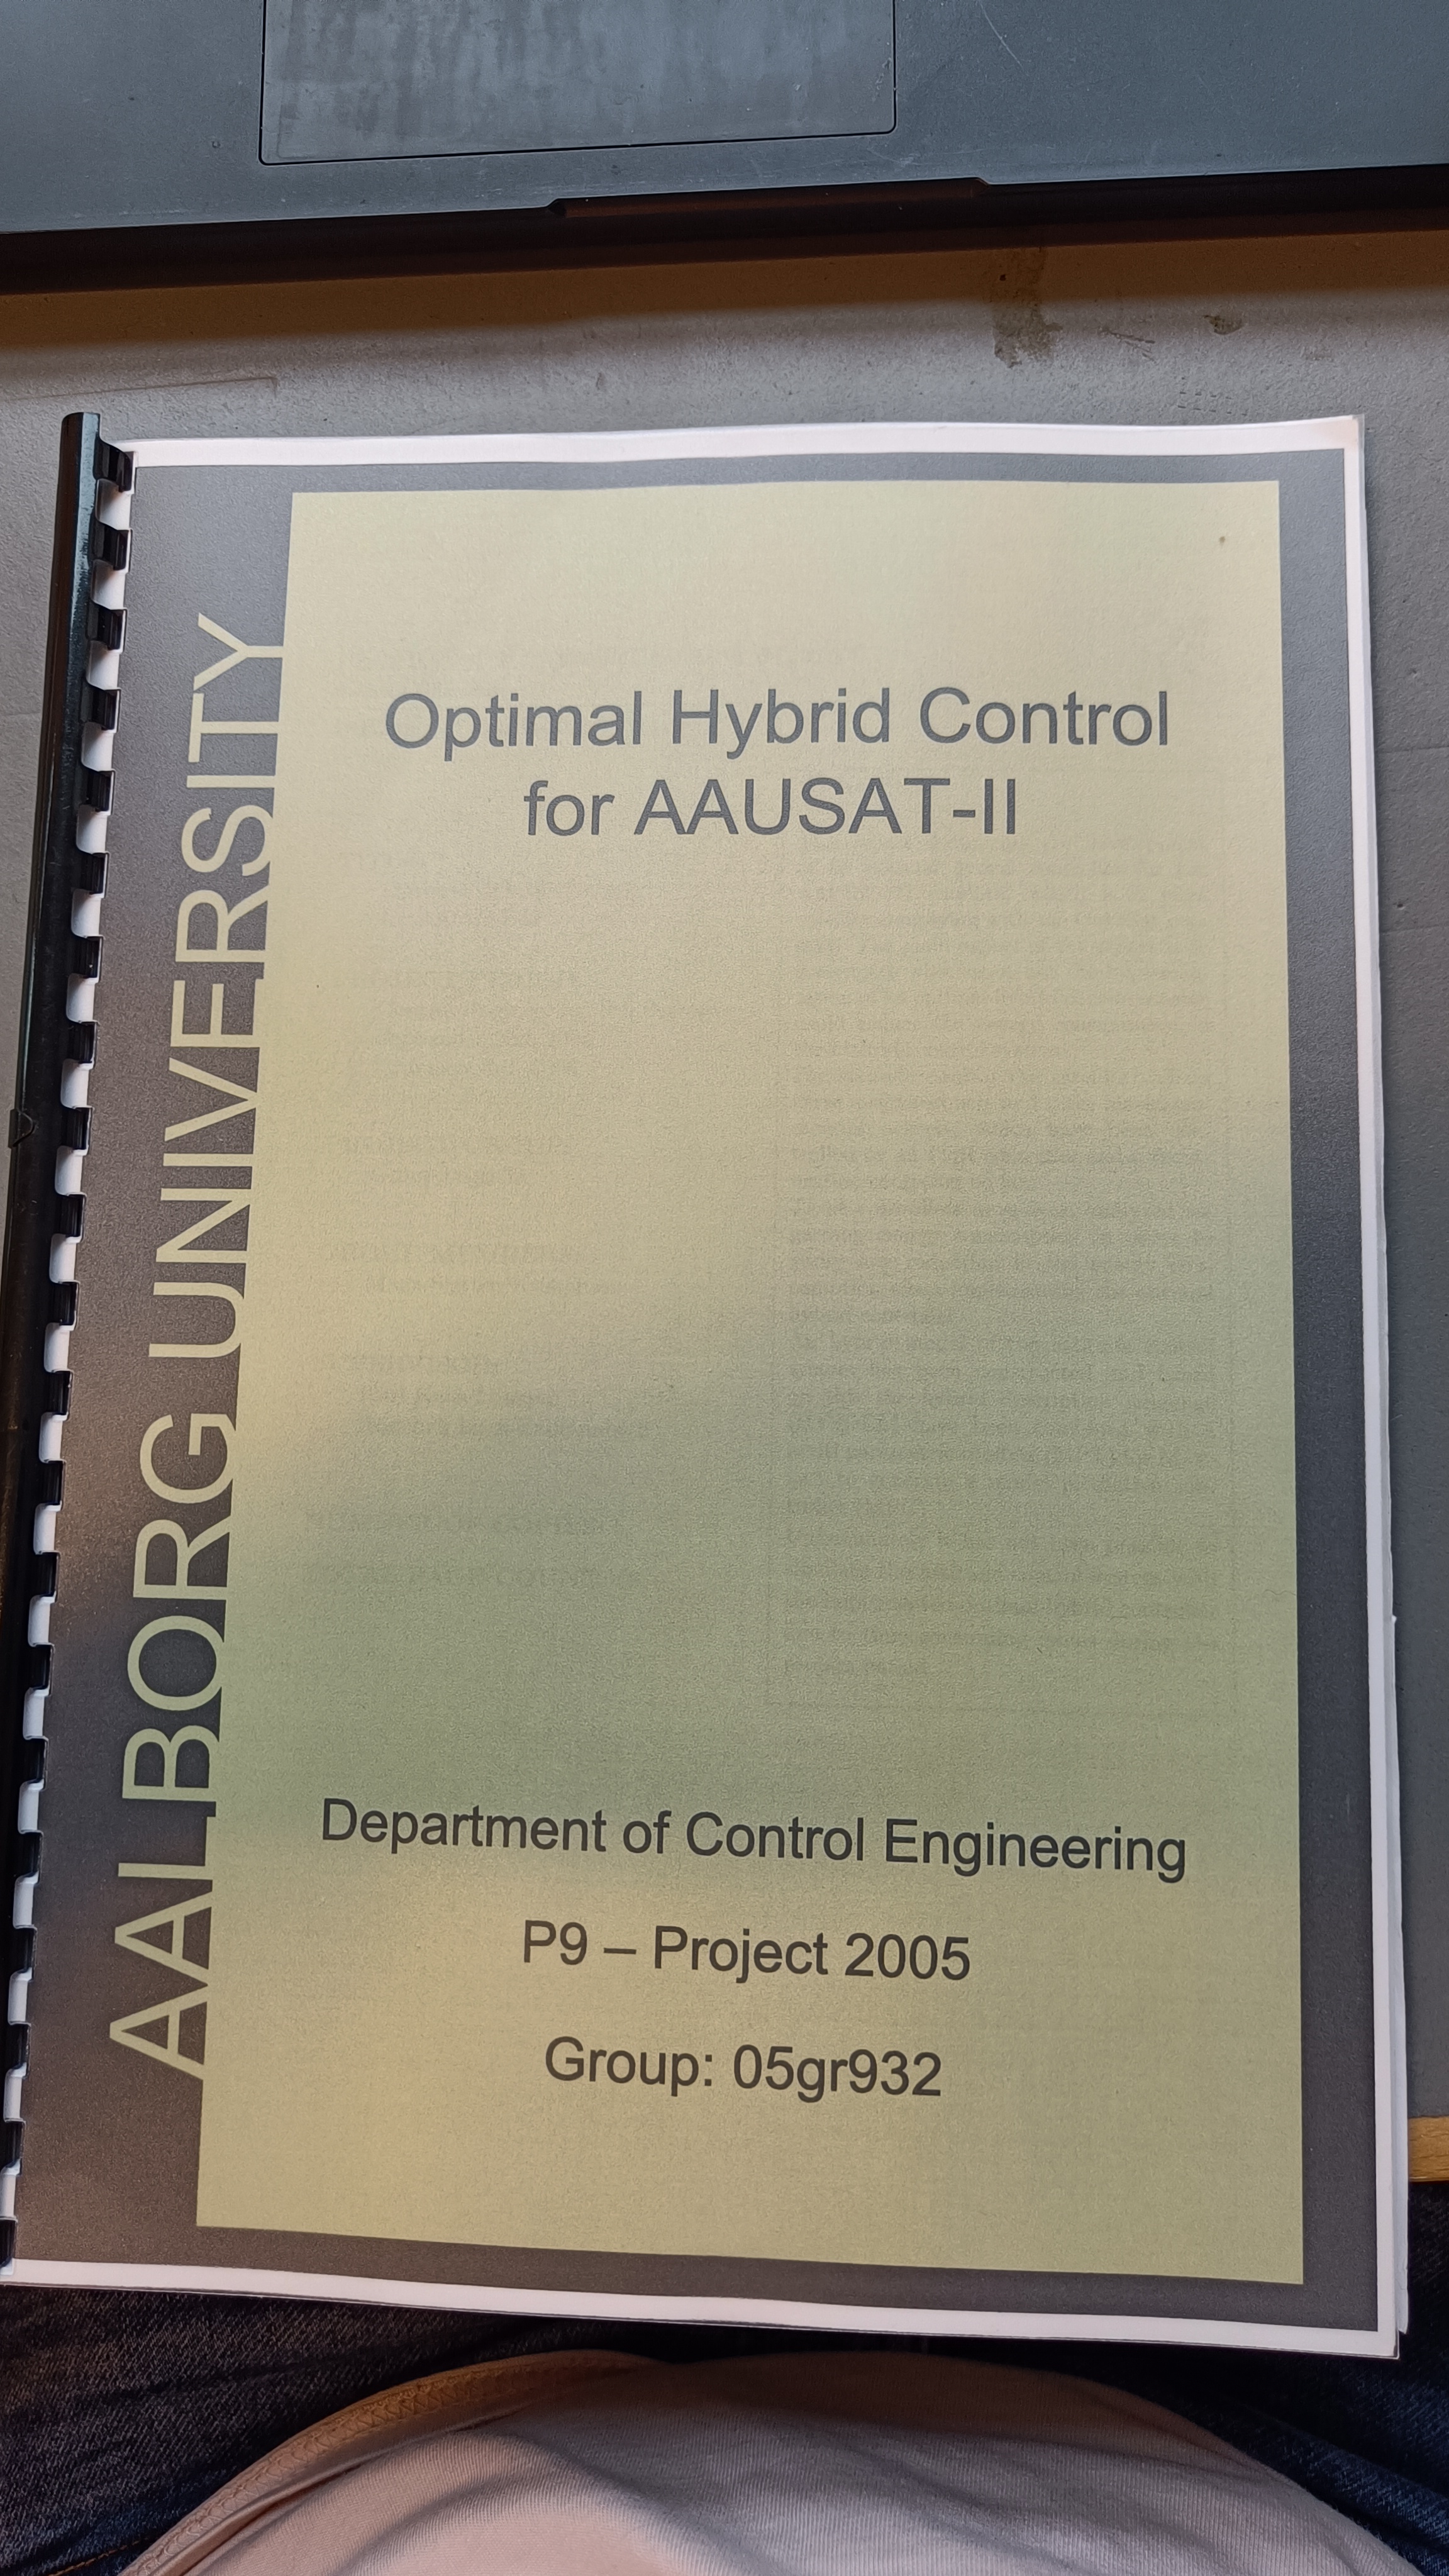 AALBORG UNIVERSITY
Optimal Hybrid Control
for AAUSAT-II
Department of Control Engineering
P9 – Project 2005
Group: 05gr932